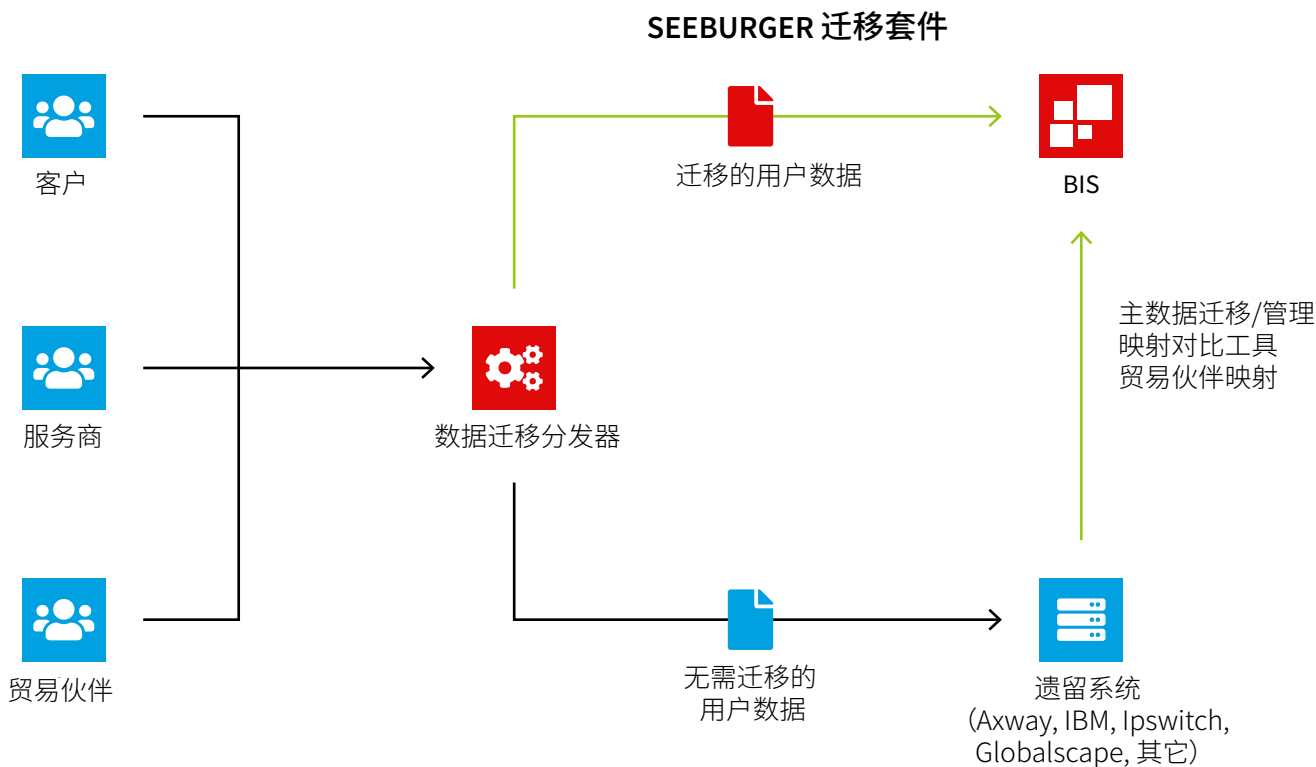 SEEBURGER 迁移套件
客户
迁移的用户数据
BIS
主数据迁移/管理
映射对比工具
贸易伙伴映射
服务商
数据迁移分发器
贸易伙伴
无需迁移的
用户数据
遗留系统
（Axway, IBM, Ipswitch,
Globalscape, 其它）